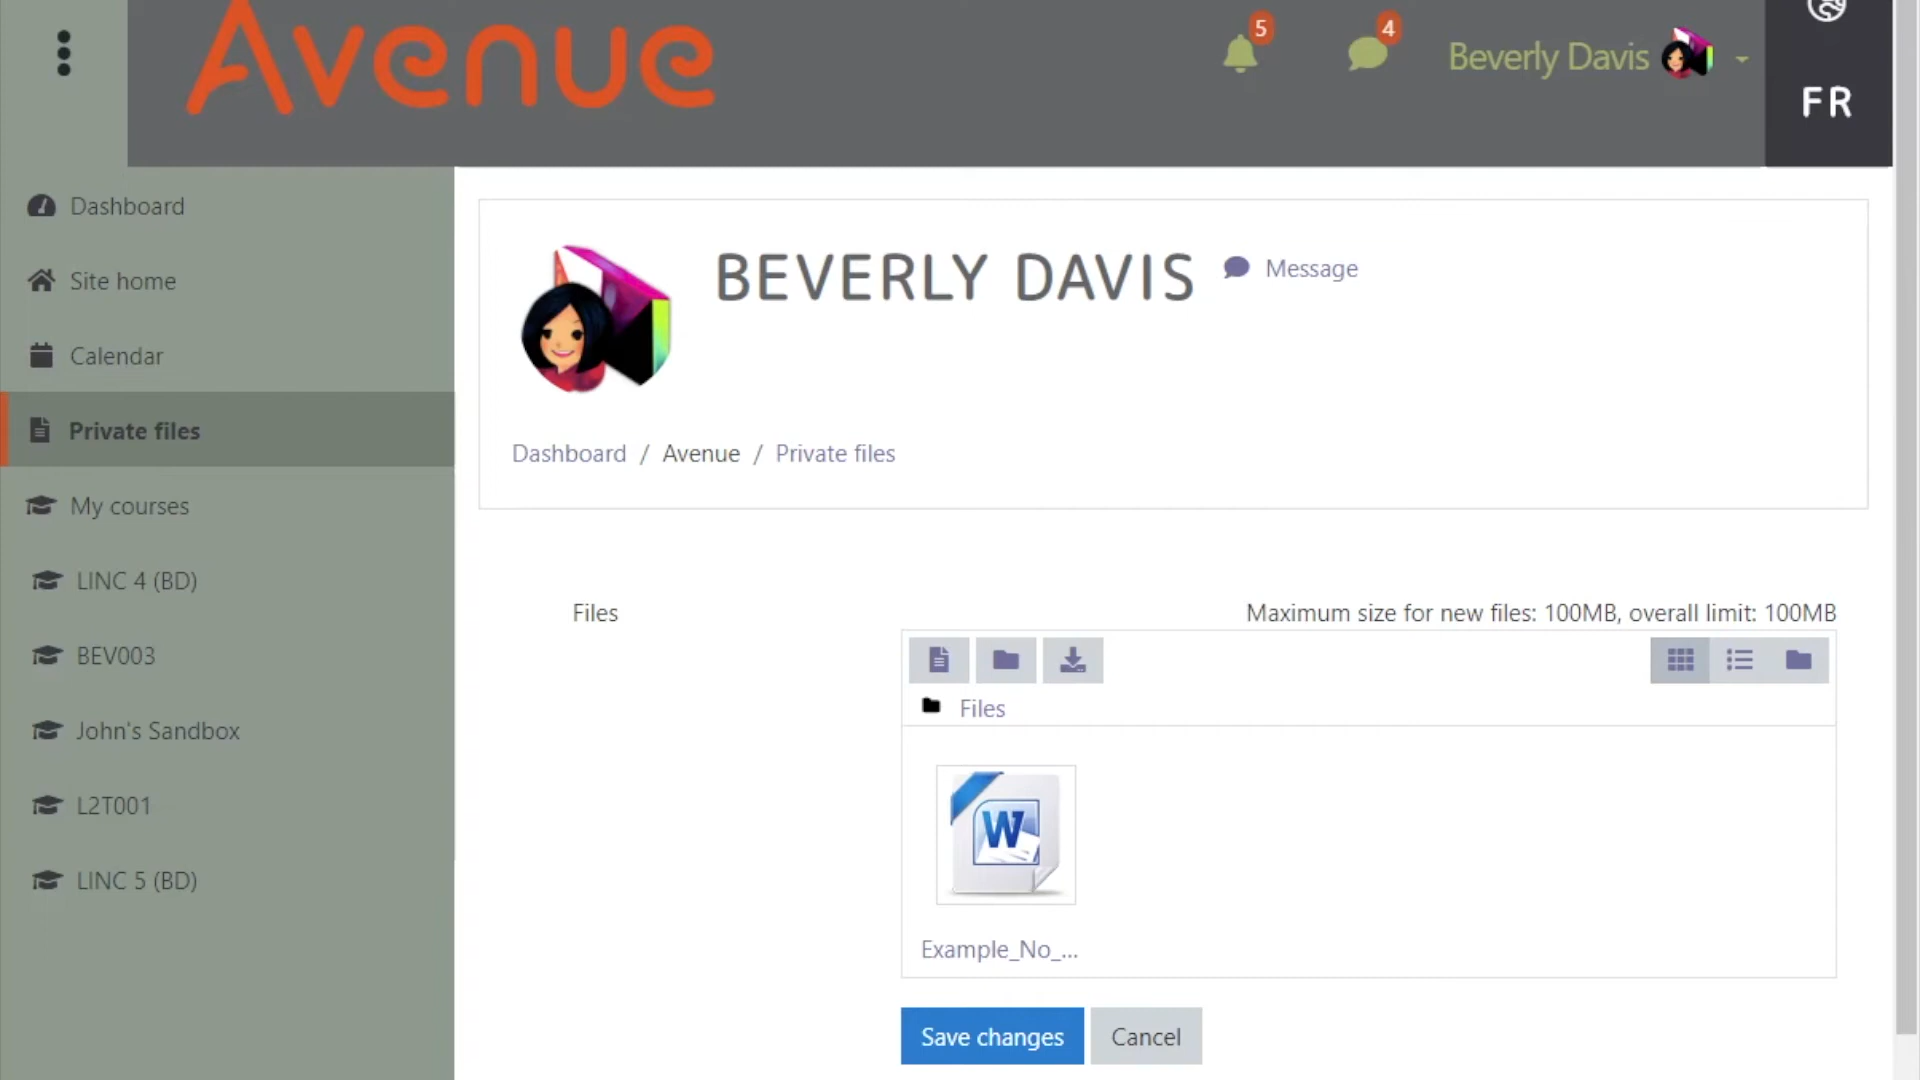 Avenue
5
4
Beverly Davis
FR
Dashboard
Site home
Calendar
Private files
My courses
LINC 4 (BD)
BEV003
John's Sandbox
L2T001
LINC 5 (BD)
BEVERLY DAVIS
Message
Dashboard / Avenue / Private files
Files
Maximum size for new files: 100MB, overall limit: 100MB
Files
W
Example_No_...
Save changes
Cancel